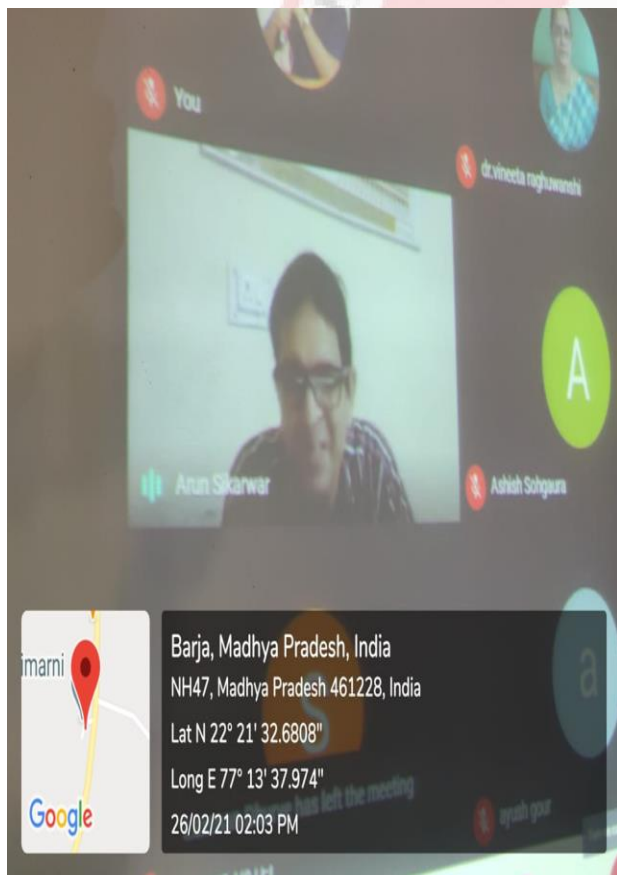 You
dr.vineeta raghuwanshi
Arun Sikarwar
A
Ashish Sohgaura
imarni
Google
Barja, Madhya Pradesh, India
NH47, Madhya Pradesh 461228, India
Lat N 22° 21' 32.6808"
Long E 77° 13' 37.974"
26/02/21 02:03 PM
S
has left the meeting
a
ayush gour